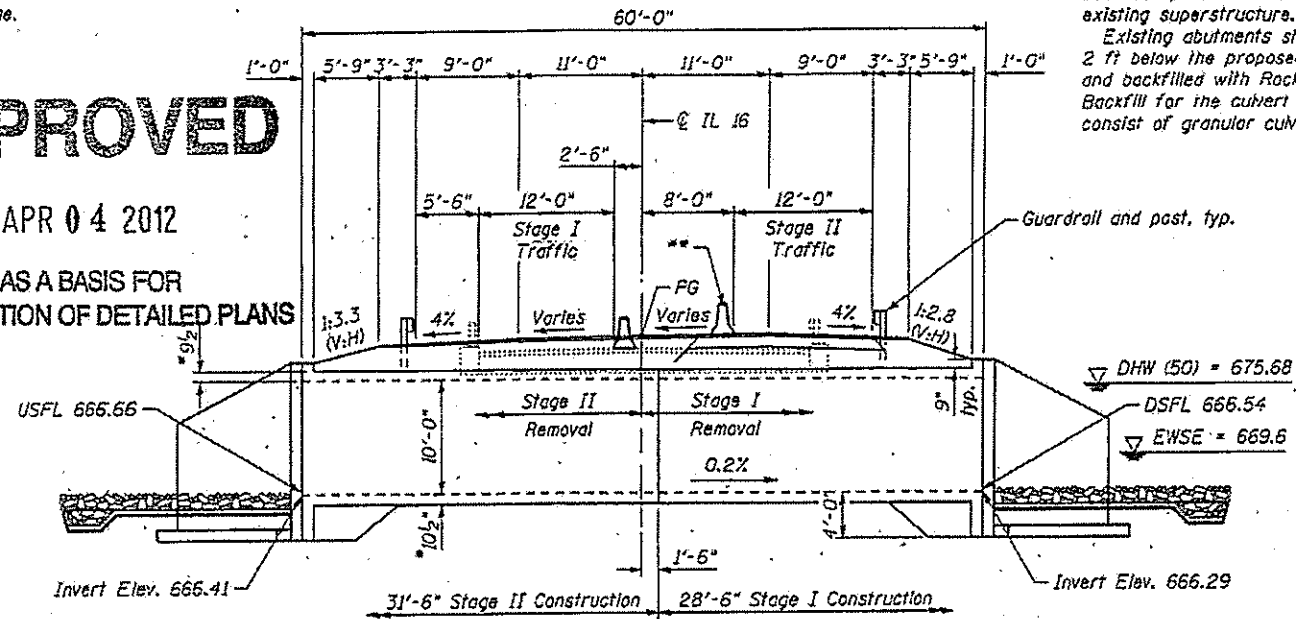 ge.
60'-0"
existing superstructure.
Existing abutments sh
2 ft below the propose
and backfilled with Rock
Backfill for the culvert
consist of granular culv
1'-0" 5'-9" 3'-3" 9'-0" 11'-0" 11'-0" 9'-0" 3'-3" 5'-9" 1'-0"
PROVED
℄ IL 16
2'-6"
5'-6" 12'-0" 8'-0" 12'-0"
APR 04 2012
Stage I
Traffic
Stage II
Traffic
**
Guardrail and post, typ.
AS A BASIS FOR
TION OF DETAILED PLANS
PG
1:3.3
(V:H)
4% Varies Varies 4%
1:2.8
(V:H)
*9½"
DHW (50) = 675.68
9"
typ.
USFL 665.66
Stage II
Removal
Stage I
Removal
DSFL 666.54
EWSE = 669.6
10'-0"
0.2%
*10½"
4'-0"
1'-6"
Invert Elev. 665.41
Invert Elev. 666.29
31'-6" Stage II Construction 28'-6" Stage I Construction